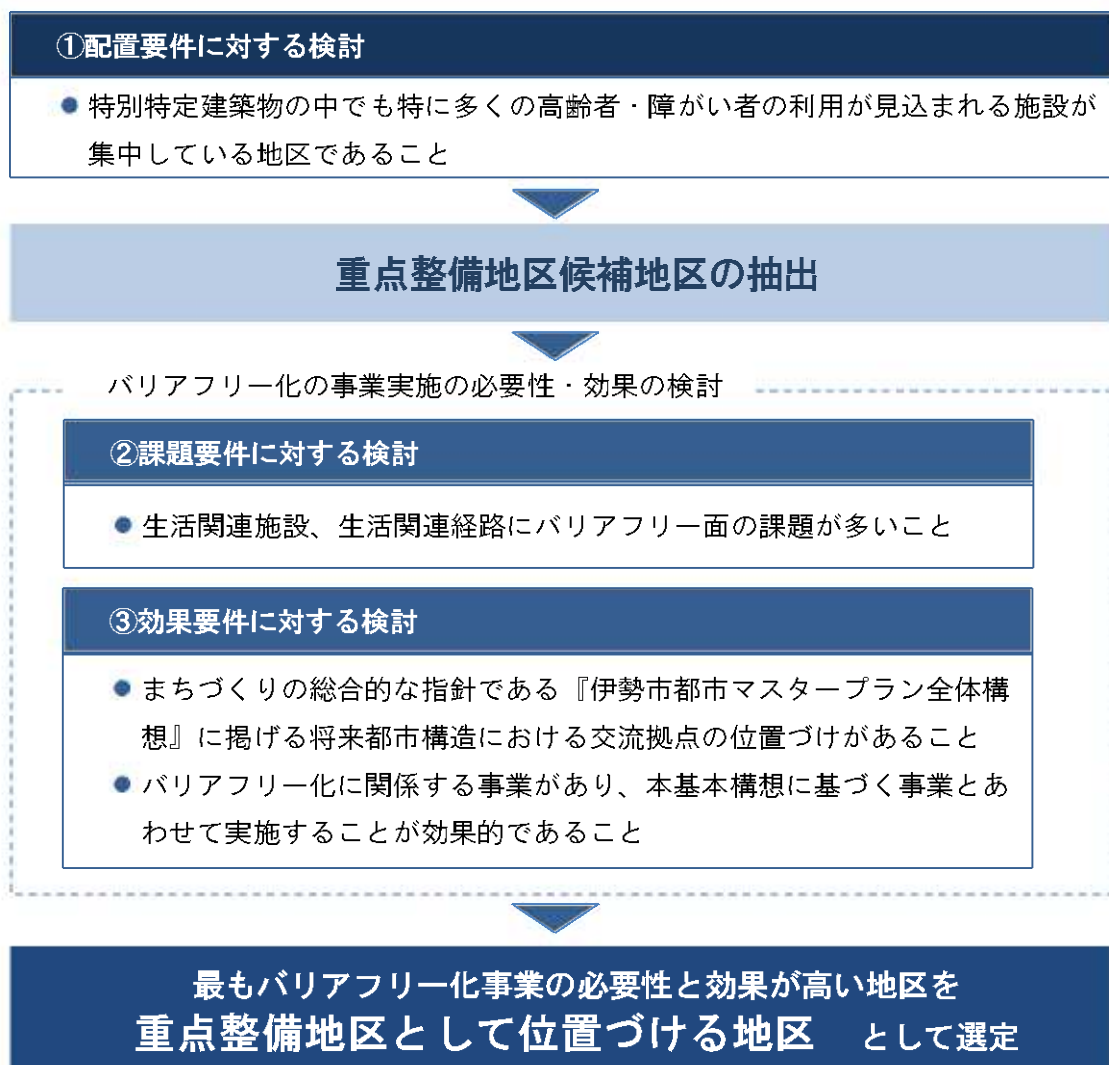 ①配置要件に対する検討
● 特別特定建築物の中でも特に多くの高齢者・障がい者の利用が見込まれる施設が
集中している地区であること
重点整備地区候補地区の抽出
バリアフリー化の事業実施の必要性・効果の検討
②課題要件に対する検討
● 生活関連施設、生活関連経路にバリアフリー面の課題が多いこと
③効果要件に対する検討
● まちづくりの総合的な指針である『伊勢市都市マスタープラン全体構
想』に掲げる将来都市構造における交流拠点の位置づけがあること
● バリアフリー化に関係する事業があり、本基本構想に基づく事業とあ
わせて実施することが効果的であること
最もバリアフリー化事業の必要性と効果が高い地区を
重点整備地区として位置づける地区 として選定